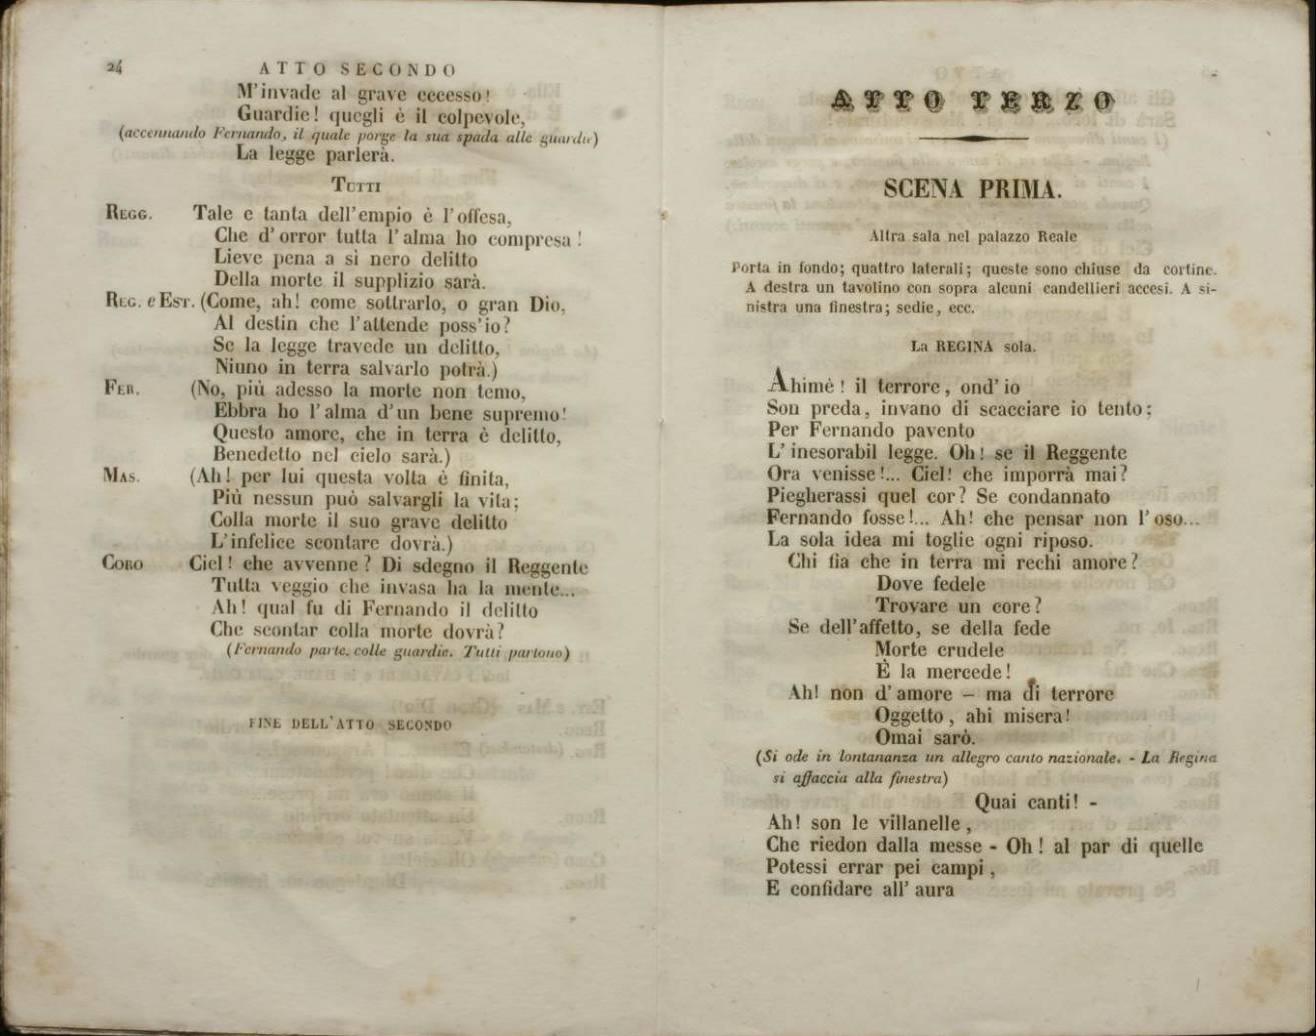 24
ATTO SECONDO
M'invade al grave eccesso!
Guardie! quegli è il colpevole,
(accennando Fernando, il quale porge la sua spada alle guardie)
La legge parlerà.
TUTTI
REGG. Tale e tanta dell'empio è l'offesa,
Che d'orror tutta l'alma ho compresa!
Lieve pena a sì nero delitto
Della morte il supplizio sarà.
REG. e EST. (Come, ah! come sottrarlo, o gran Dio,
Al destin che l'attende poss'io?
Se la legge travede un delitto,
Niuno in terra salvarlo potrà.)
FER. (No, più adesso la morte non temo,
Ebbra ho l'alma d'un bene supremo!
Questo amore, che in terra è delitto,
Benedetto nel cielo sarà.)
MAS. (Ah! per lui questa volta è finita,
Più nessun può salvargli la vita;
Colla morte il suo grave delitto
L'infelice scontare dovrà.)
CORO Ciel! che avvenne? Di sdegno il Reggente
Tutta veggio che invasa ha la mente...
Ah! qual fu di Fernando il delitto
Che scontar colla morte dovrà?
(Fernando parte colle guardie. Tutti partono)
FINE DELL'ATTO SECONDO
ATTO TERZO
SCENA PRIMA.
Altra sala nel palazzo Reale
Porta in fondo; quattro laterali; queste sono chiuse da cortine.
A destra un tavolino con sopra alcuni candellieri accesi. A si-
nistra una finestra; sedie, ecc.
La REGINA sola.
Ahimè! il terrore, ond'io
Son preda, invano di scacciare io tento;
Per Fernando pavento
L'inesorabil legge. Oh! se il Reggente
Ora venisse!... Ciel! che imporrà mai?
Piegherassi quel cor? Se condannato
Fernando fosse!... Ah! che pensar non l'oso...
La sola idea mi toglie ogni riposo.
Chi fia che in terra mi rechi amore?
Dove fedele
Trovare un core?
Se dell'affetto, se della fede
Morte crudele
È la mercede!
Ah! non d'amore – ma di terrore
Oggetto, ahi misera!
Omai sarò.
(Si ode in lontananza un allegro canto nazionale. - La Regina
si affaccia alla finestra)
Quai canti! -
Ah! son le villanelle,
Che riedon dalla messe - Oh! al par di quelle
Potessi errar pei campi,
E confidare all'aura